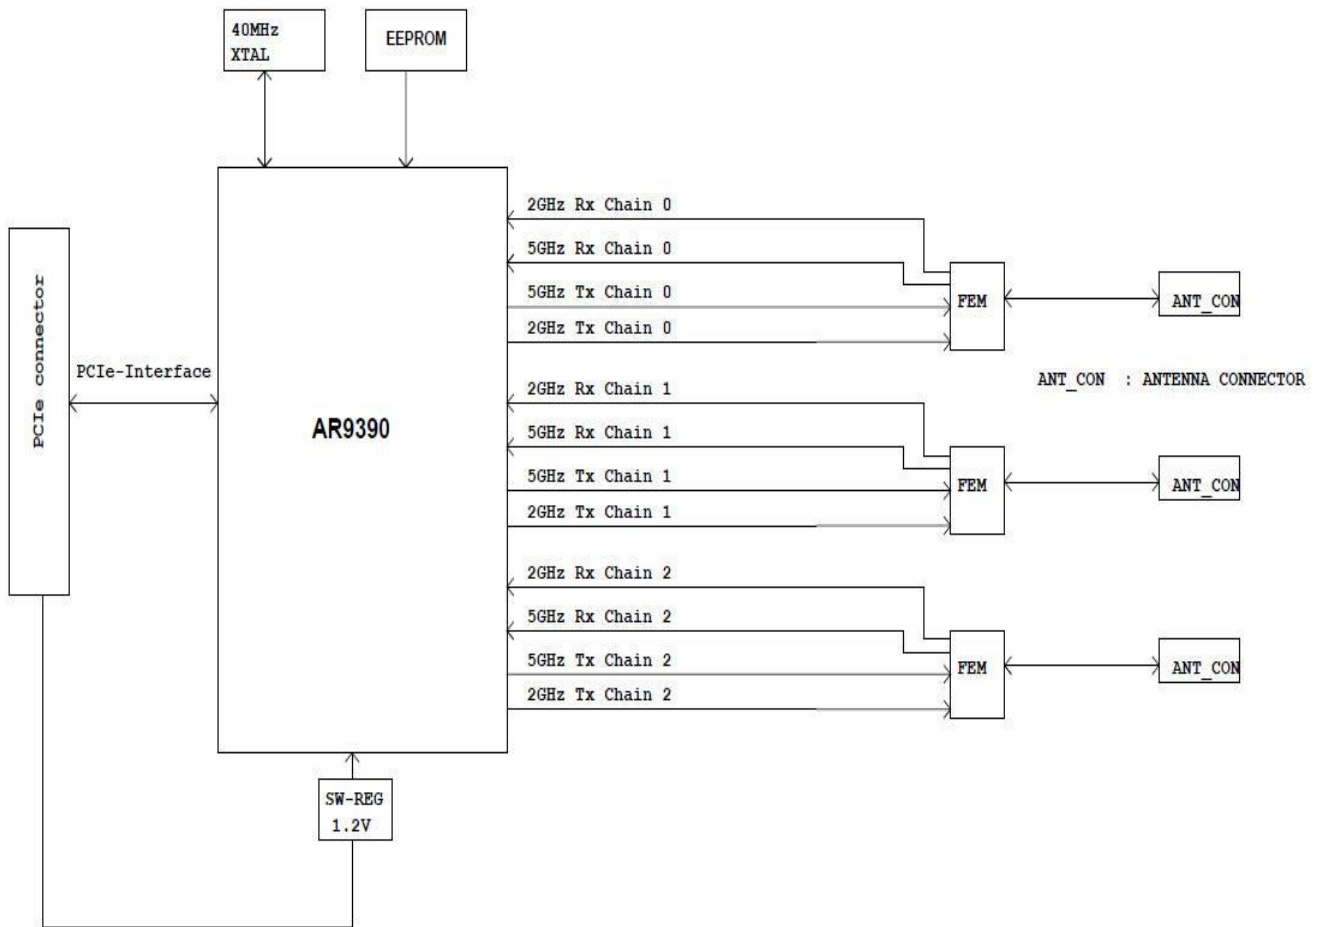 40MHz
XTAL
EEPROM
2GHz Rx Chain 0
5GHz Rx Chain 0
5GHz Tx Chain 0
2GHz Tx Chain 0
FEM
ANT_CON
PCIe connector
PCIe-Interface
AR9390
ANT_CON : ANTENNA CONNECTOR
2GHz Rx Chain 1
5GHz Rx Chain 1
5GHz Tx Chain 1
2GHz Tx Chain 1
FEM
ANT_CON
2GHz Rx Chain 2
5GHz Rx Chain 2
5GHz Tx Chain 2
2GHz Tx Chain 2
FEM
ANT_CON
SW-REG
1.2V